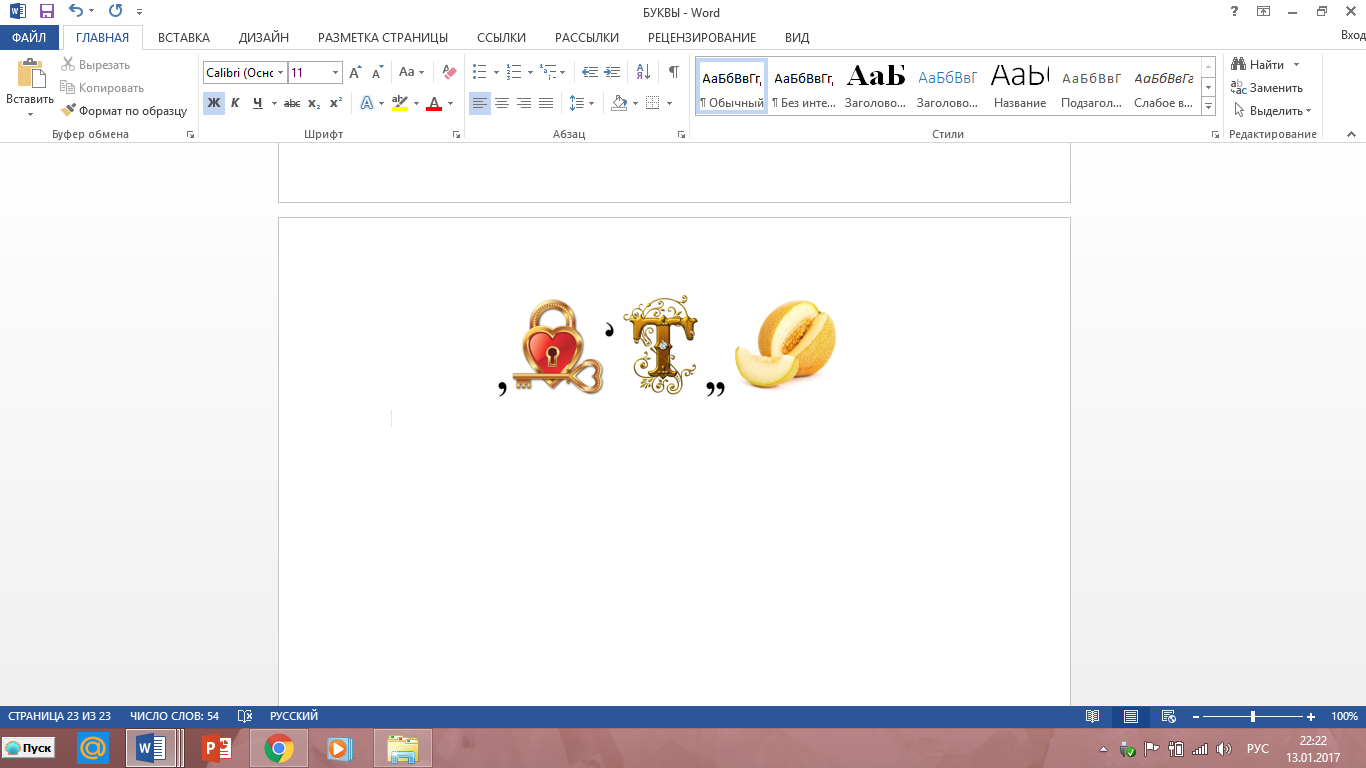 БУКВЫ - Word
ФАЙЛ ГЛАВНАЯ ВСТАВКА ДИЗАЙН РАЗМЕТКА СТРАНИЦЫ ССЫЛКИ РАССЫЛКИ РЕЦЕНЗИРОВАНИЕ ВИД Вход
Вставить
Вырезать
Копировать
Формат по образцу
Буфер обмена
Calibri (Осно 11
Ж К Ч abc x₂ x²
Шрифт
Абзац
АаБбВвГг, АаБбВвГг, АаБ АаБбВвГ АаЬ АаБбВвГ АаБбВвГг
¶ Обычный ¶ Без инте... Заголово... Заголово... Название Подзагол... Слабое в...
Стили
Найти
Заменить
Выделить
Редактирование
, ‛ Т ,,
СТРАНИЦА 23 ИЗ 23 ЧИСЛО СЛОВ: 54 РУССКИЙ 100%
Пуск
РУС
22:22
13.01.2017